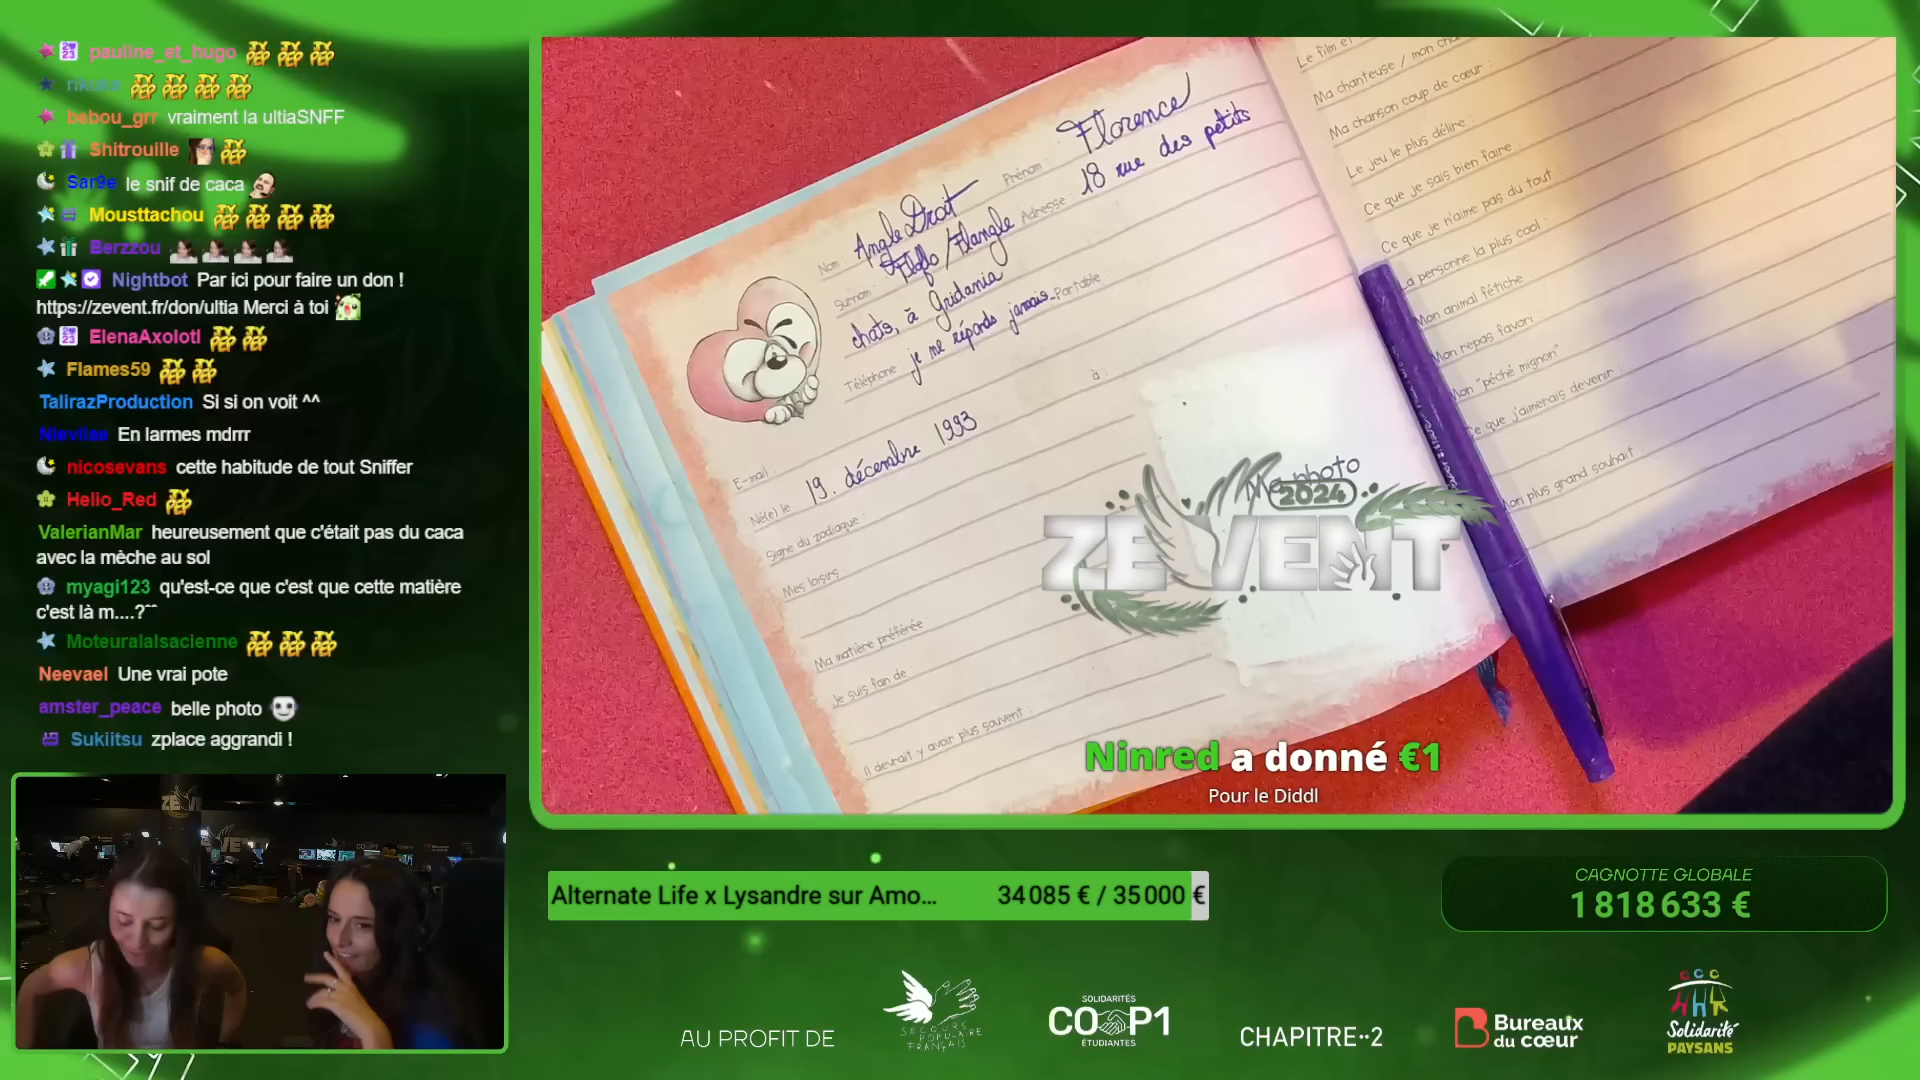 pauline_et_hugo
rikuna
bebou_grr vraiment la ultiaSNFF
Shitrouille
Sar9e le snif de caca
Mousttachou
Berzzou
Nightbot Par ici pour faire un don !
https://zevent.fr/don/ultia Merci à toi
ElenaAxolotl
Flames59
TalirazProduction Si si on voit ^^
Nievilae En larmes mdrrr
nicosevans cette habitude de tout Sniffer
Helio_Red
ValerianMar heureusement que c'était pas du caca
avec la mèche au sol
myagi123 qu'est-ce que c'est que cette matière
c'est là m....?^^
Moteuralalsacienne
Neevael Une vrai pote
amster_peace belle photo
Sukiitsu zplace aggrandi !
Nom : Angle Droit Prénom : Florence
Surnom : Floflo / Flangle Adresse : 18 rue des petits
chats, à Gridania
Téléphone : je ne réponds jamais Portable
à :
E-mail :
Né(e) le : 19 décembre 1993
Signe du zodiaque :
Mes loisirs
Ma matière préférée
Je suis fan de
Il devrait y avoir plus souvent :
Ma photo
Le film et
Ma chanteuse / mon
Ma chanson coup de cœur :
Le jeu le plus délire :
Ce que je sais bien faire :
Ce que je n'aime pas du tout :
La personne la plus cool :
Mon animal fétiche
Mon repas favori :
Mon "péché mignon"
Ce que j'aimerais devenir
Mon plus grand souhait :
2024
ZEVENT
Ninred a donné €1
Pour le Diddl
Alternate Life x Lysandre sur Amo... 34 085 € / 35 000 €
CAGNOTTE GLOBALE
1 818 633 €
AU PROFIT DE
SECOURS POPULAIRE FRANÇAIS
SOLIDARITÉS
CO P1
ÉTUDIANTES
CHAPITRE··2
Bureaux
du cœur
Solidarité
PAYSANS